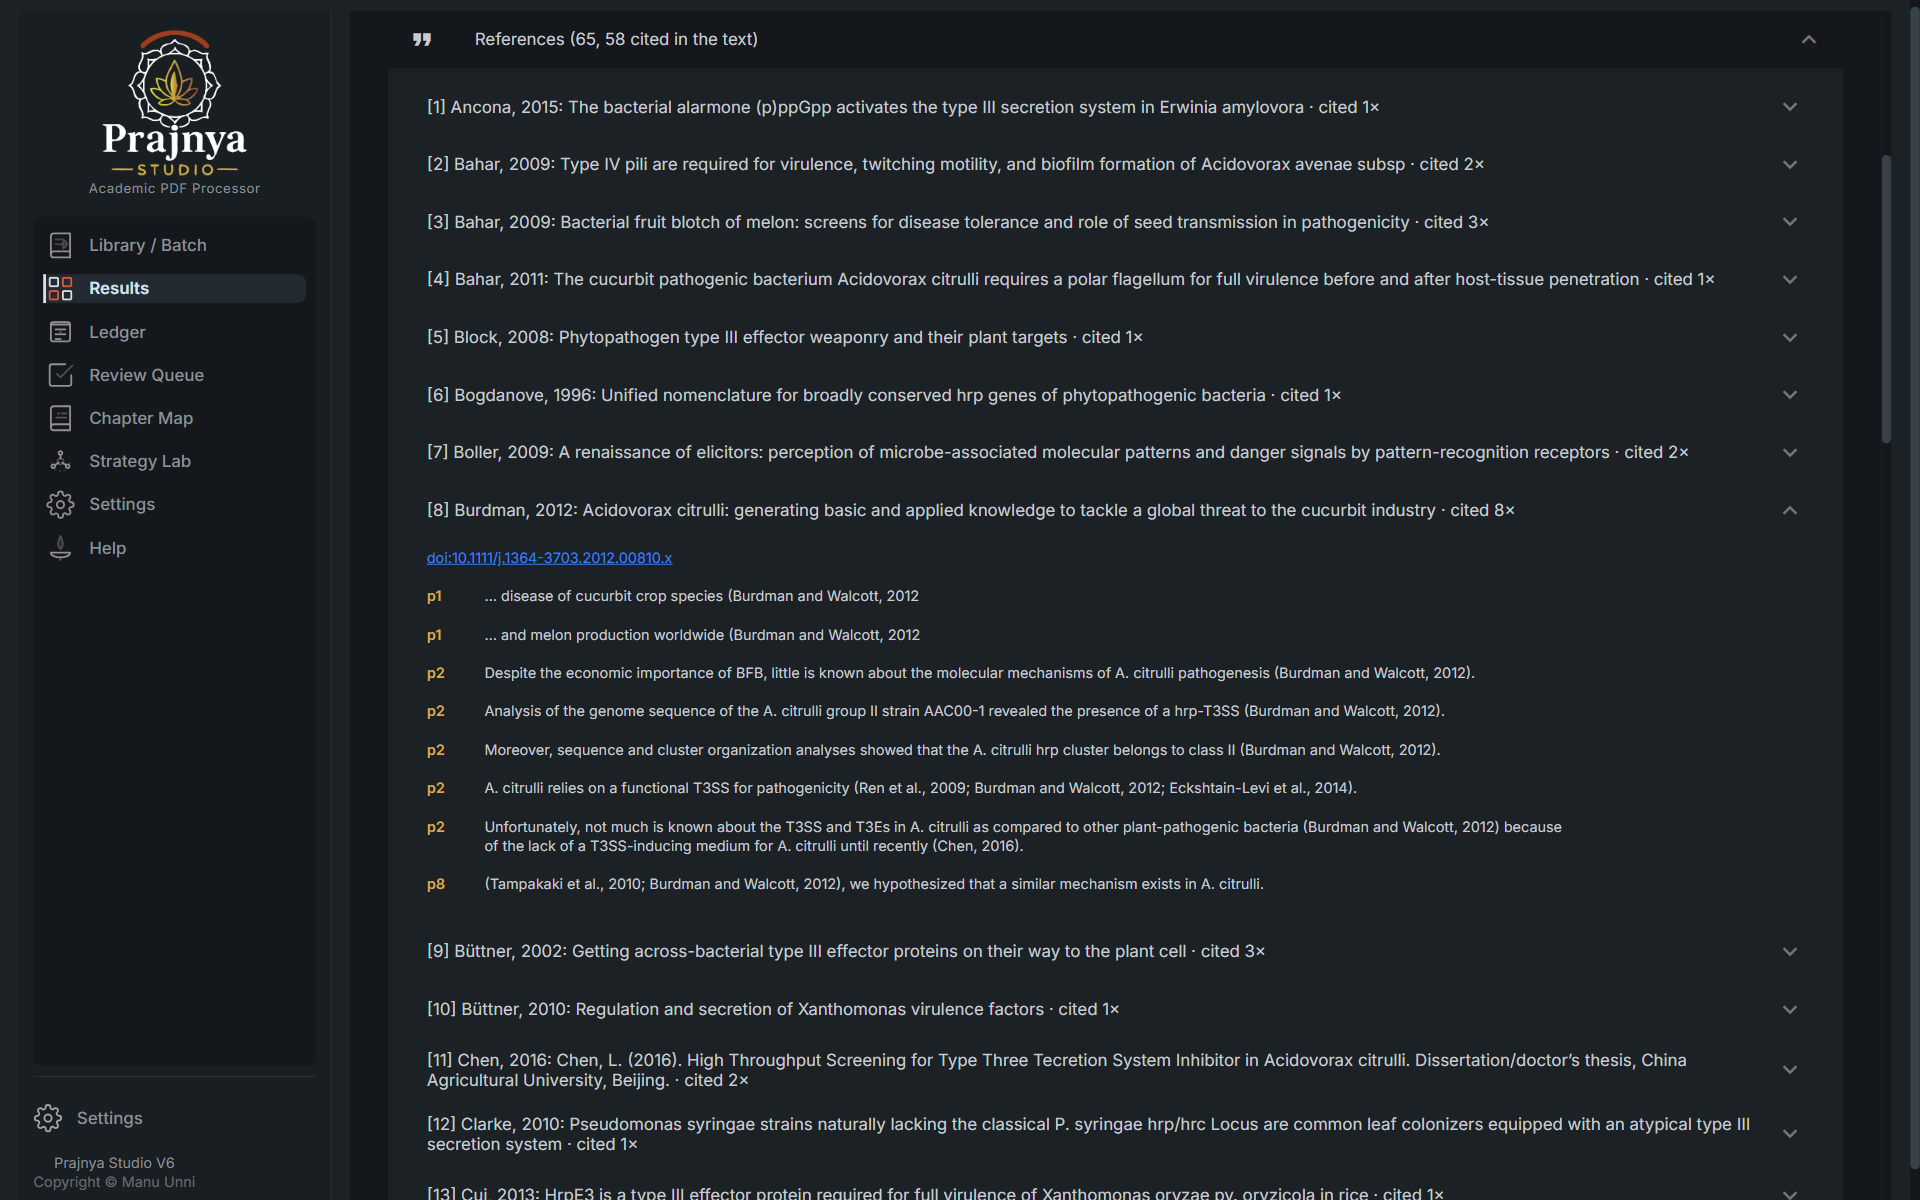 Prajnya
STUDIO
Academic PDF Processor
Library / Batch
Results
Ledger
Review Queue
Chapter Map
Strategy Lab
Settings
Help
Settings
Prajnya Studio V6
Copyright © Manu Unni
References (65, 58 cited in the text)
[1] Ancona, 2015: The bacterial alarmone (p)ppGpp activates the type III secretion system in Erwinia amylovora · cited 1×
[2] Bahar, 2009: Type IV pili are required for virulence, twitching motility, and biofilm formation of Acidovorax avenae subsp · cited 2×
[3] Bahar, 2009: Bacterial fruit blotch of melon: screens for disease tolerance and role of seed transmission in pathogenicity · cited 3×
[4] Bahar, 2011: The cucurbit pathogenic bacterium Acidovorax citrulli requires a polar flagellum for full virulence before and after host-tissue penetration · cited 1×
[5] Block, 2008: Phytopathogen type III effector weaponry and their plant targets · cited 1×
[6] Bogdanove, 1996: Unified nomenclature for broadly conserved hrp genes of phytopathogenic bacteria · cited 1×
[7] Boller, 2009: A renaissance of elicitors: perception of microbe-associated molecular patterns and danger signals by pattern-recognition receptors · cited 2×
[8] Burdman, 2012: Acidovorax citrulli: generating basic and applied knowledge to tackle a global threat to the cucurbit industry · cited 8×
doi:10.1111/j.1364-3703.2012.00810.x
p1 ... disease of cucurbit crop species (Burdman and Walcott, 2012
p1 ... and melon production worldwide (Burdman and Walcott, 2012
p2 Despite the economic importance of BFB, little is known about the molecular mechanisms of A. citrulli pathogenesis (Burdman and Walcott, 2012).
p2 Analysis of the genome sequence of the A. citrulli group II strain AAC00-1 revealed the presence of a hrp-T3SS (Burdman and Walcott, 2012).
p2 Moreover, sequence and cluster organization analyses showed that the A. citrulli hrp cluster belongs to class II (Burdman and Walcott, 2012).
p2 A. citrulli relies on a functional T3SS for pathogenicity (Ren et al., 2009; Burdman and Walcott, 2012; Eckshtain-Levi et al., 2014).
p2 Unfortunately, not much is known about the T3SS and T3Es in A. citrulli as compared to other plant-pathogenic bacteria (Burdman and Walcott, 2012) because
of the lack of a T3SS-inducing medium for A. citrulli until recently (Chen, 2016).
p8 (Tampakaki et al., 2010; Burdman and Walcott, 2012), we hypothesized that a similar mechanism exists in A. citrulli.
[9] Büttner, 2002: Getting across-bacterial type III effector proteins on their way to the plant cell · cited 3×
[10] Büttner, 2010: Regulation and secretion of Xanthomonas virulence factors · cited 1×
[11] Chen, 2016: Chen, L. (2016). High Throughput Screening for Type Three Tecretion System Inhibitor in Acidovorax citrulli. Dissertation/doctor's thesis, China
Agricultural University, Beijing. · cited 2×
[12] Clarke, 2010: Pseudomonas syringae strains naturally lacking the classical P. syringae hrp/hrc Locus are common leaf colonizers equipped with an atypical type III
secretion system · cited 1×
[13] Cui, 2013: HrpE3 is a type III effector protein required for full virulence of Xanthomonas oryzae pv. oryzicola in rice · cited 1×